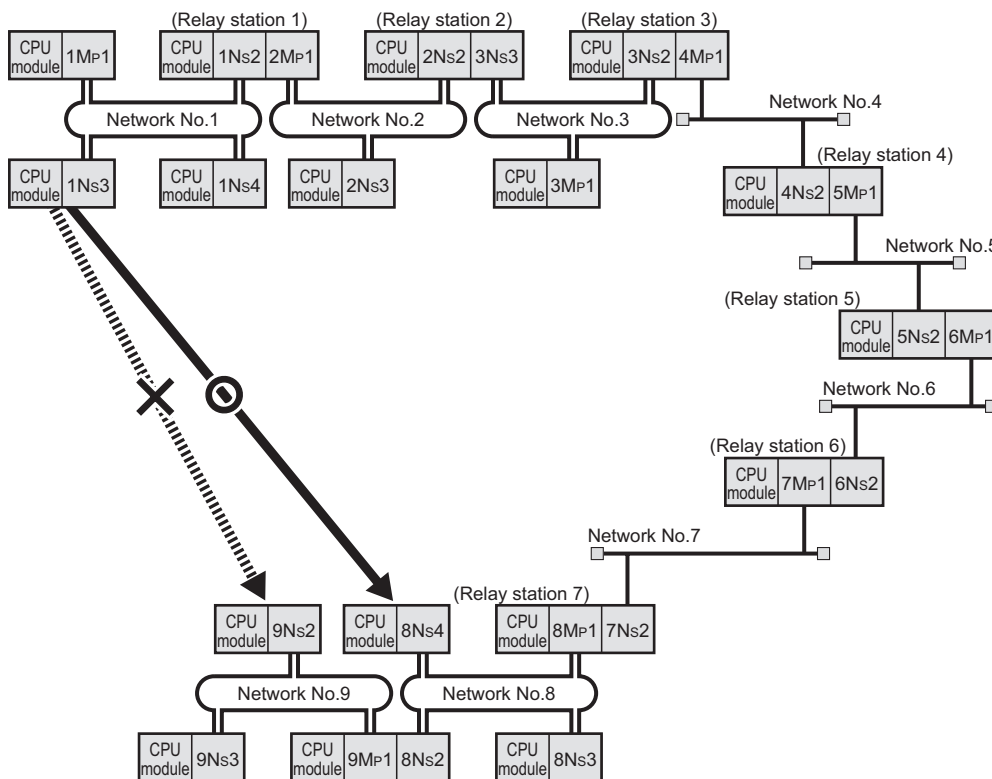 (Relay station 1) (Relay station 2) (Relay station 3)
CPU module 1MP1
CPU module 1NS2 2MP1
CPU module 2NS2 3NS3
CPU module 3NS2 4MP1
Network No.1
Network No.2
Network No.3
Network No.4
(Relay station 4)
CPU module 1NS3
CPU module 1NS4
CPU module 2NS3
CPU module 3MP1
CPU module 4NS2 5MP1
Network No.5
(Relay station 5)
CPU module 5NS2 6MP1
Network No.6
(Relay station 6)
CPU module 7MP1 6NS2
Network No.7
(Relay station 7)
CPU module 9NS2
CPU module 8NS4
CPU module 8MP1 7NS2
Network No.9
Network No.8
CPU module 9NS3
CPU module 9MP1 8NS2
CPU module 8NS3